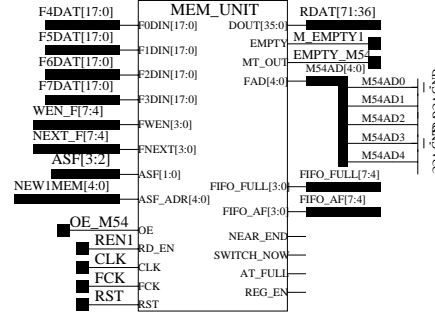 MEM_UNIT
F4DAT[17:0] F0DIN[17:0] DOUT[35:0] RDAT[71:36]
F5DAT[17:0] F1DIN[17:0] EMPTY M_EMPTY1
F6DAT[17:0] F2DIN[17:0] MT_OUT EMPTY_M54
F7DAT[17:0] F3DIN[17:0] FAD[4:0] M54AD[4:0]
M54AD0
WEN_F[7:4] FWEN[3:0] M54AD1
M54AD2
NEXT_F[7:4] FNEXT[3:0] M54AD3
ASF[3:2] ASF[1:0] M54AD4
NEW1MEM[4:0] ASF_ADR[4:0] FIFO_FULL[3:0] FIFO_FULL[7:4]
FIFO_AF[3:0] FIFO_AF[7:4]
OE_M54 OE NEAR_END
REN1 RD_EN SWITCH_NOW
CLK CLK AT_FULL
FCK FCK REG_EN
RST RST